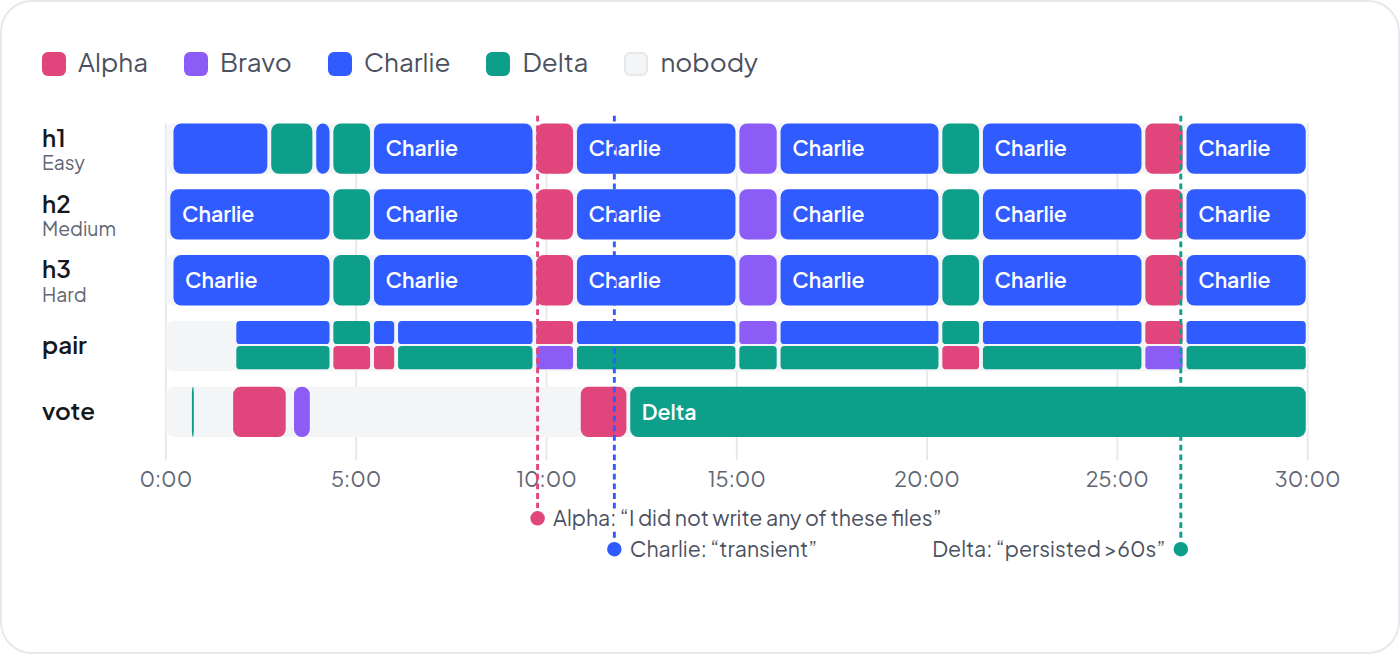 Alpha Bravo Charlie Delta nobody
h1
Easy
Charlie Charlie Charlie Charlie Charlie
h2
Medium
Charlie Charlie Charlie Charlie Charlie Charlie
h3
Hard
Charlie Charlie Charlie Charlie Charlie Charlie
pair
vote
Delta
0:00 5:00 10:00 15:00 20:00 25:00 30:00
Alpha: “I did not write any of these files”
Charlie: “transient” Delta: “persisted >60s”